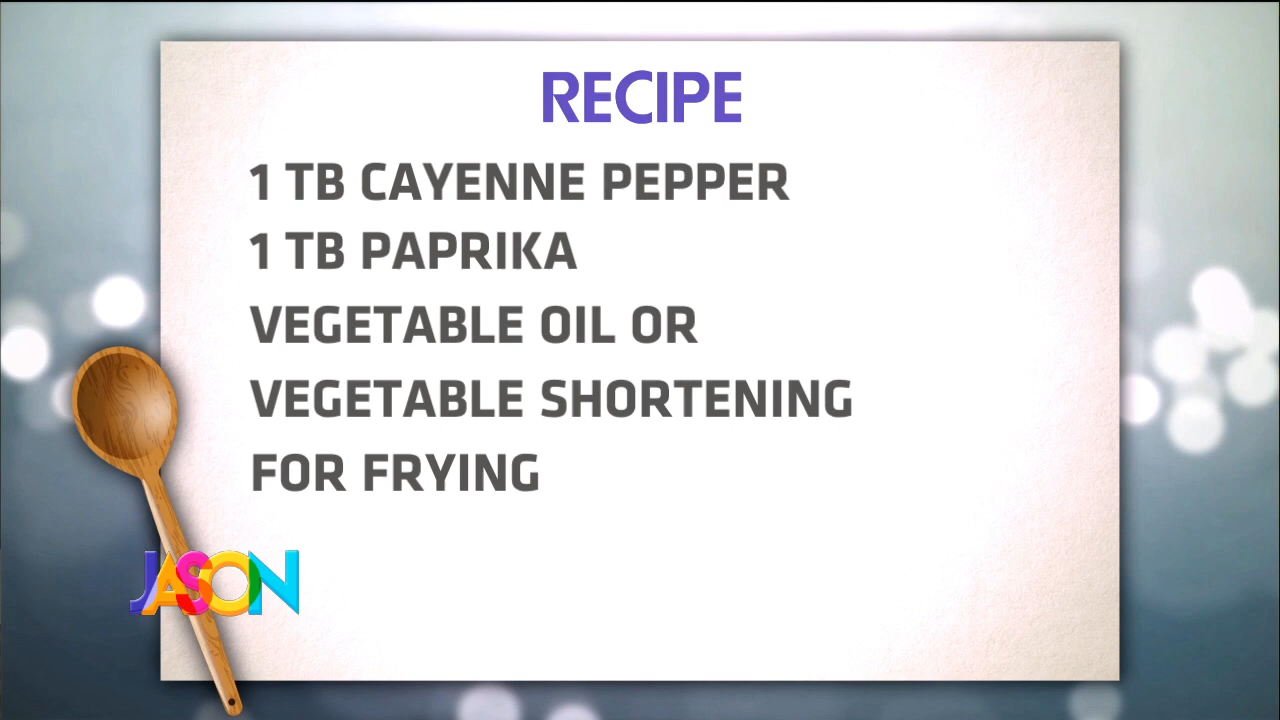 RECIPE
1 TB CAYENNE PEPPER
1 TB PAPRIKA
VEGETABLE OIL OR
VEGETABLE SHORTENING
FOR FRYING
JASON